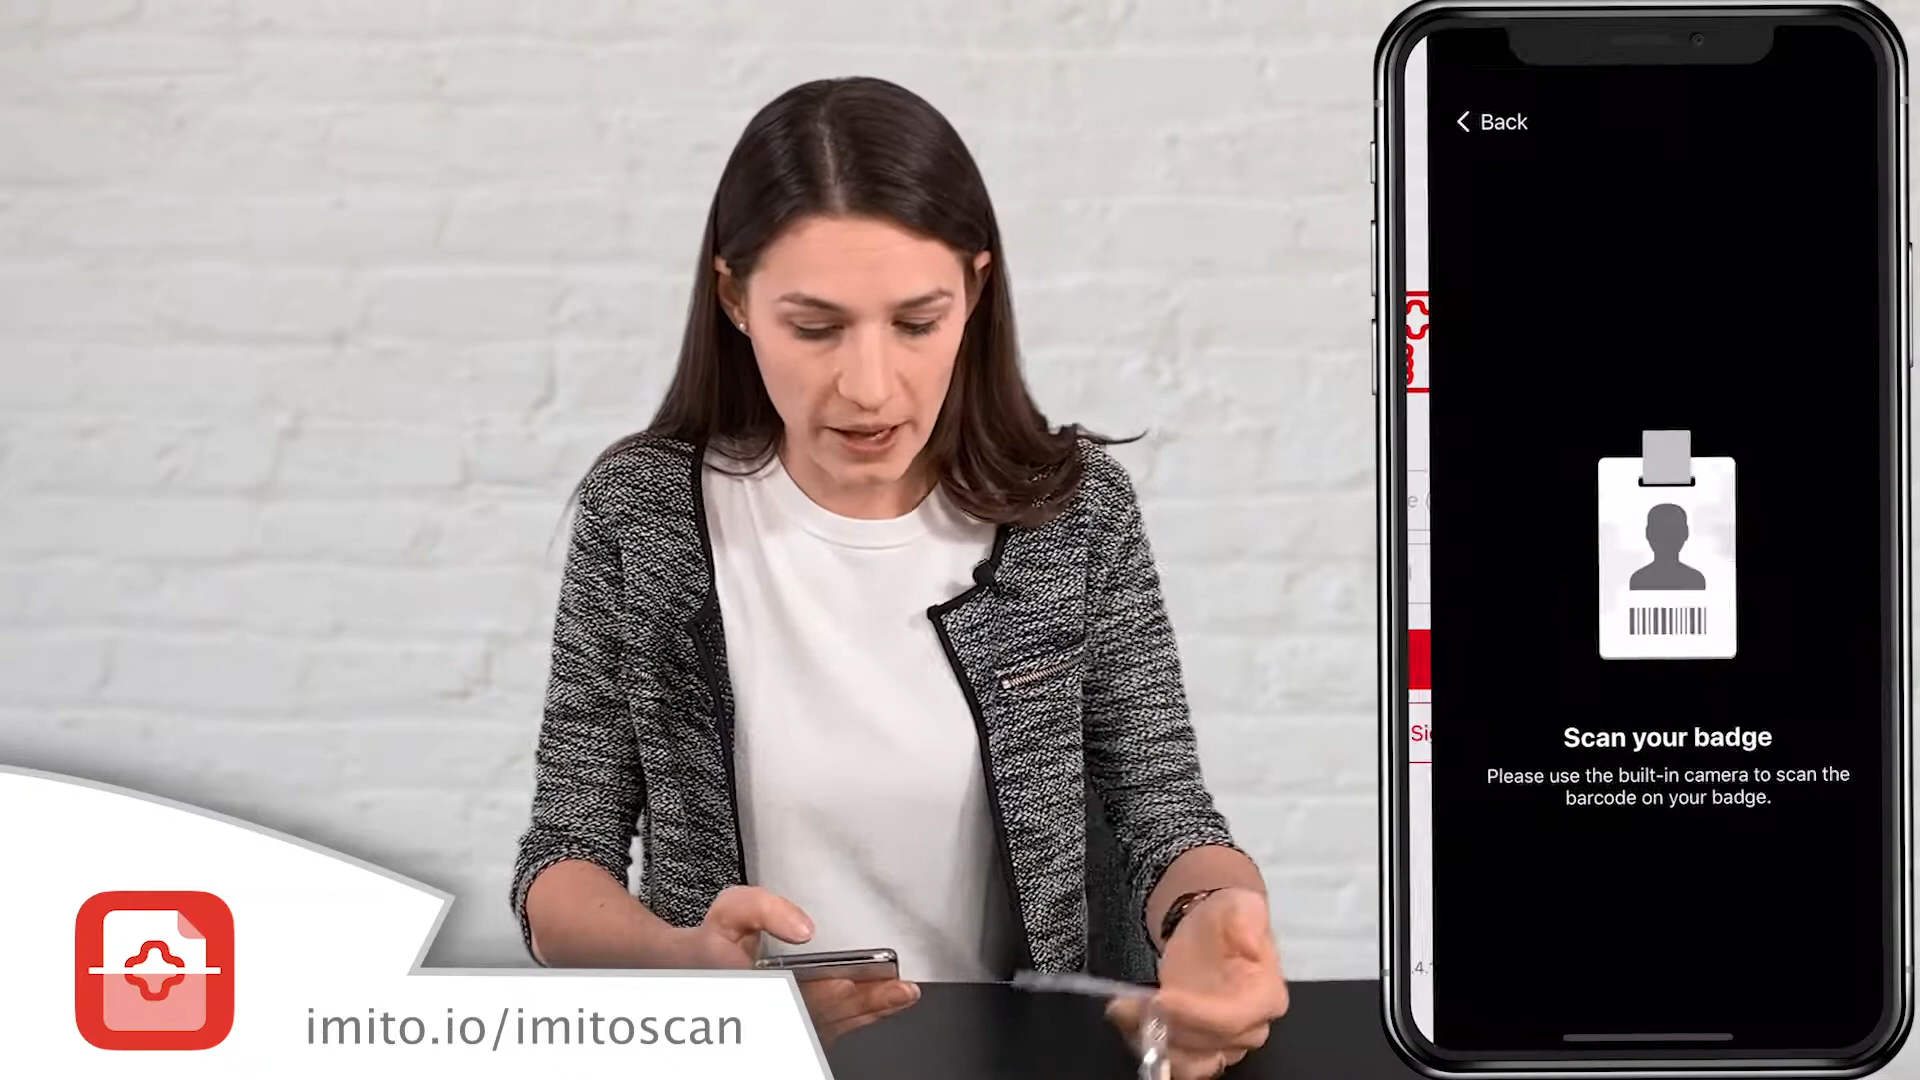 Back
Scan your badge
Please use the built-in camera to scan the
barcode on your badge.
imito.io/imitoscan